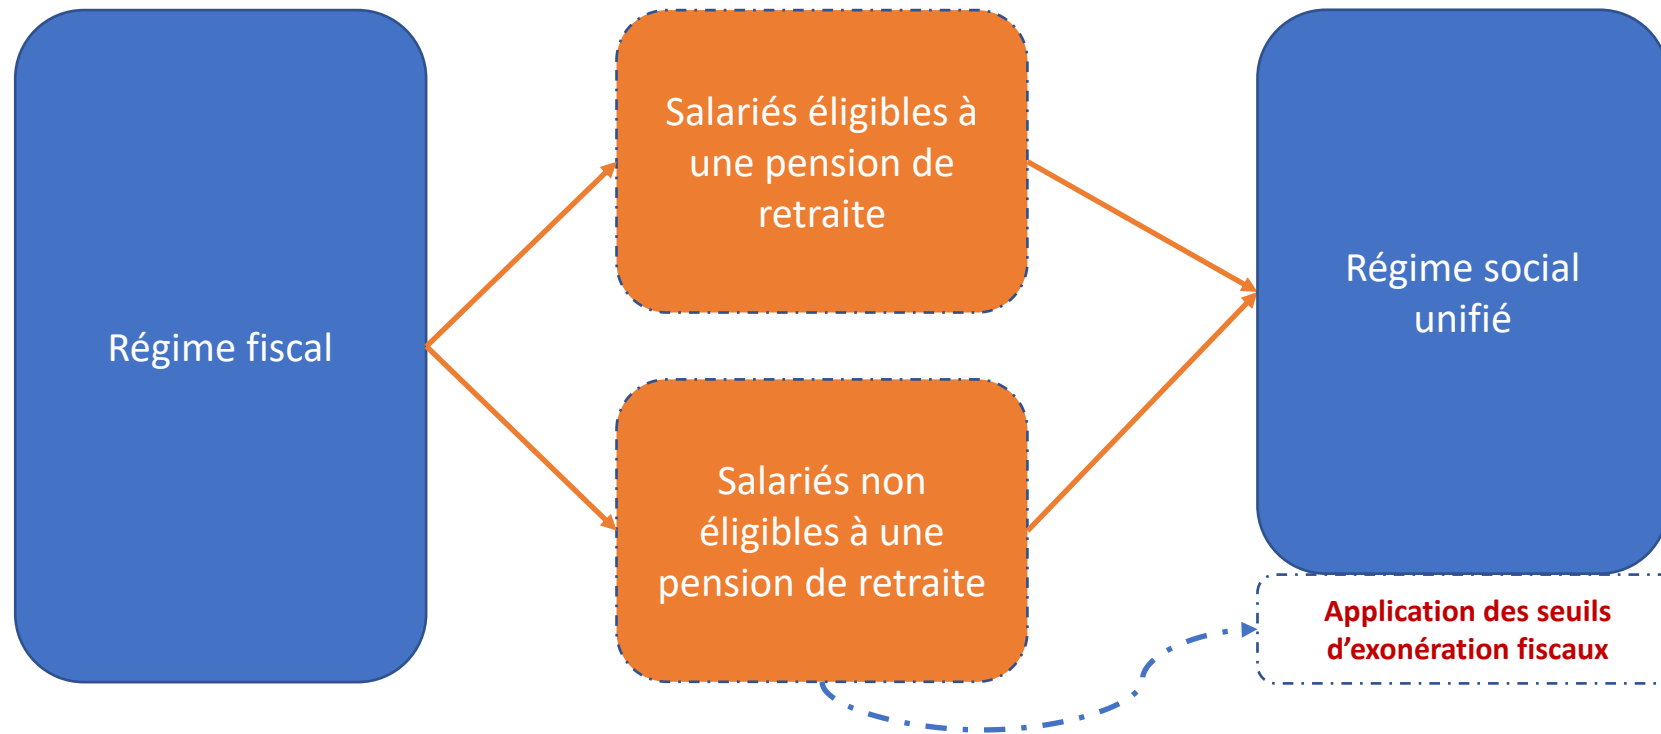 Régime fiscal
Salariés éligibles à
une pension de
retraite
Salariés non
éligibles à une
pension de retraite
Régime social
unifié
Application des seuils
d’exonération fiscaux